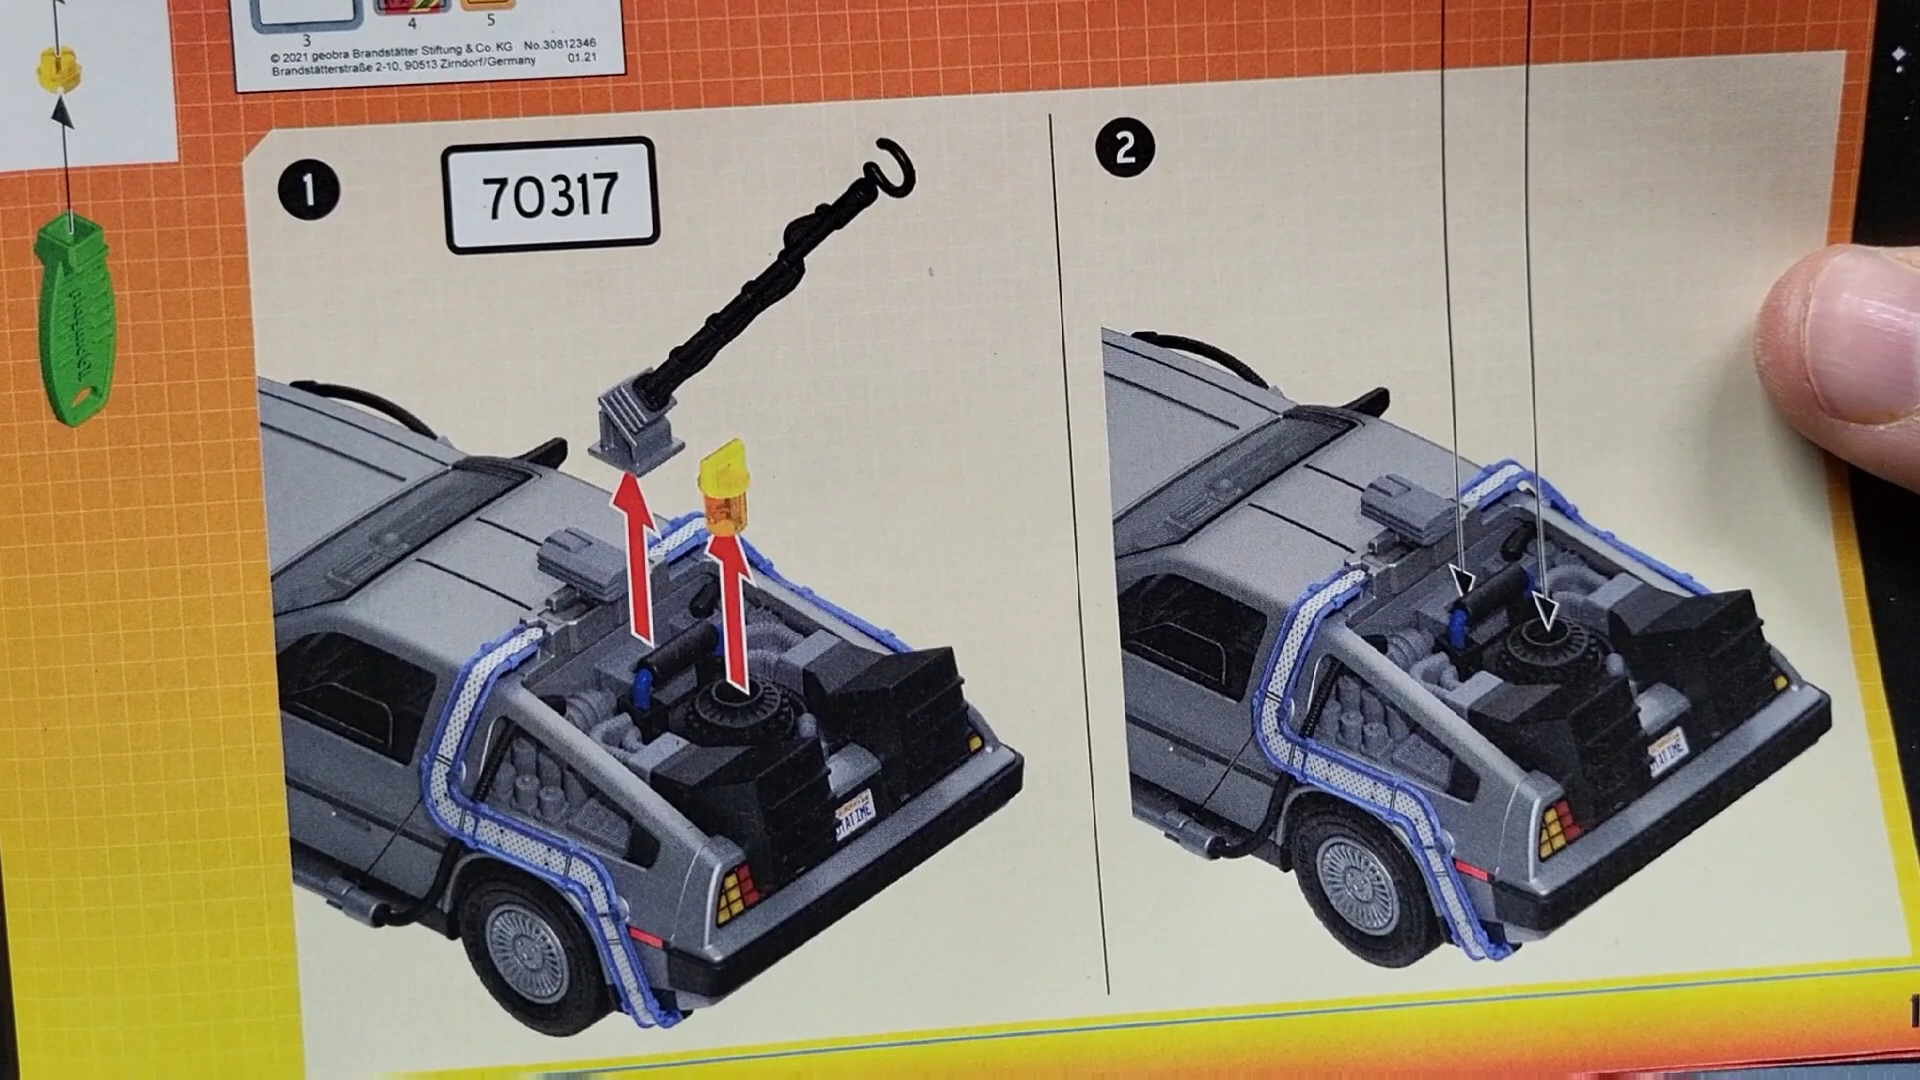 3
4
5
© 2021 geobra Brandstätter Stiftung & Co. KG No.30812346
Brandstätterstraße 2-10, 90513 Zirndorf/Germany 01.21
1
70317
2
playmobil